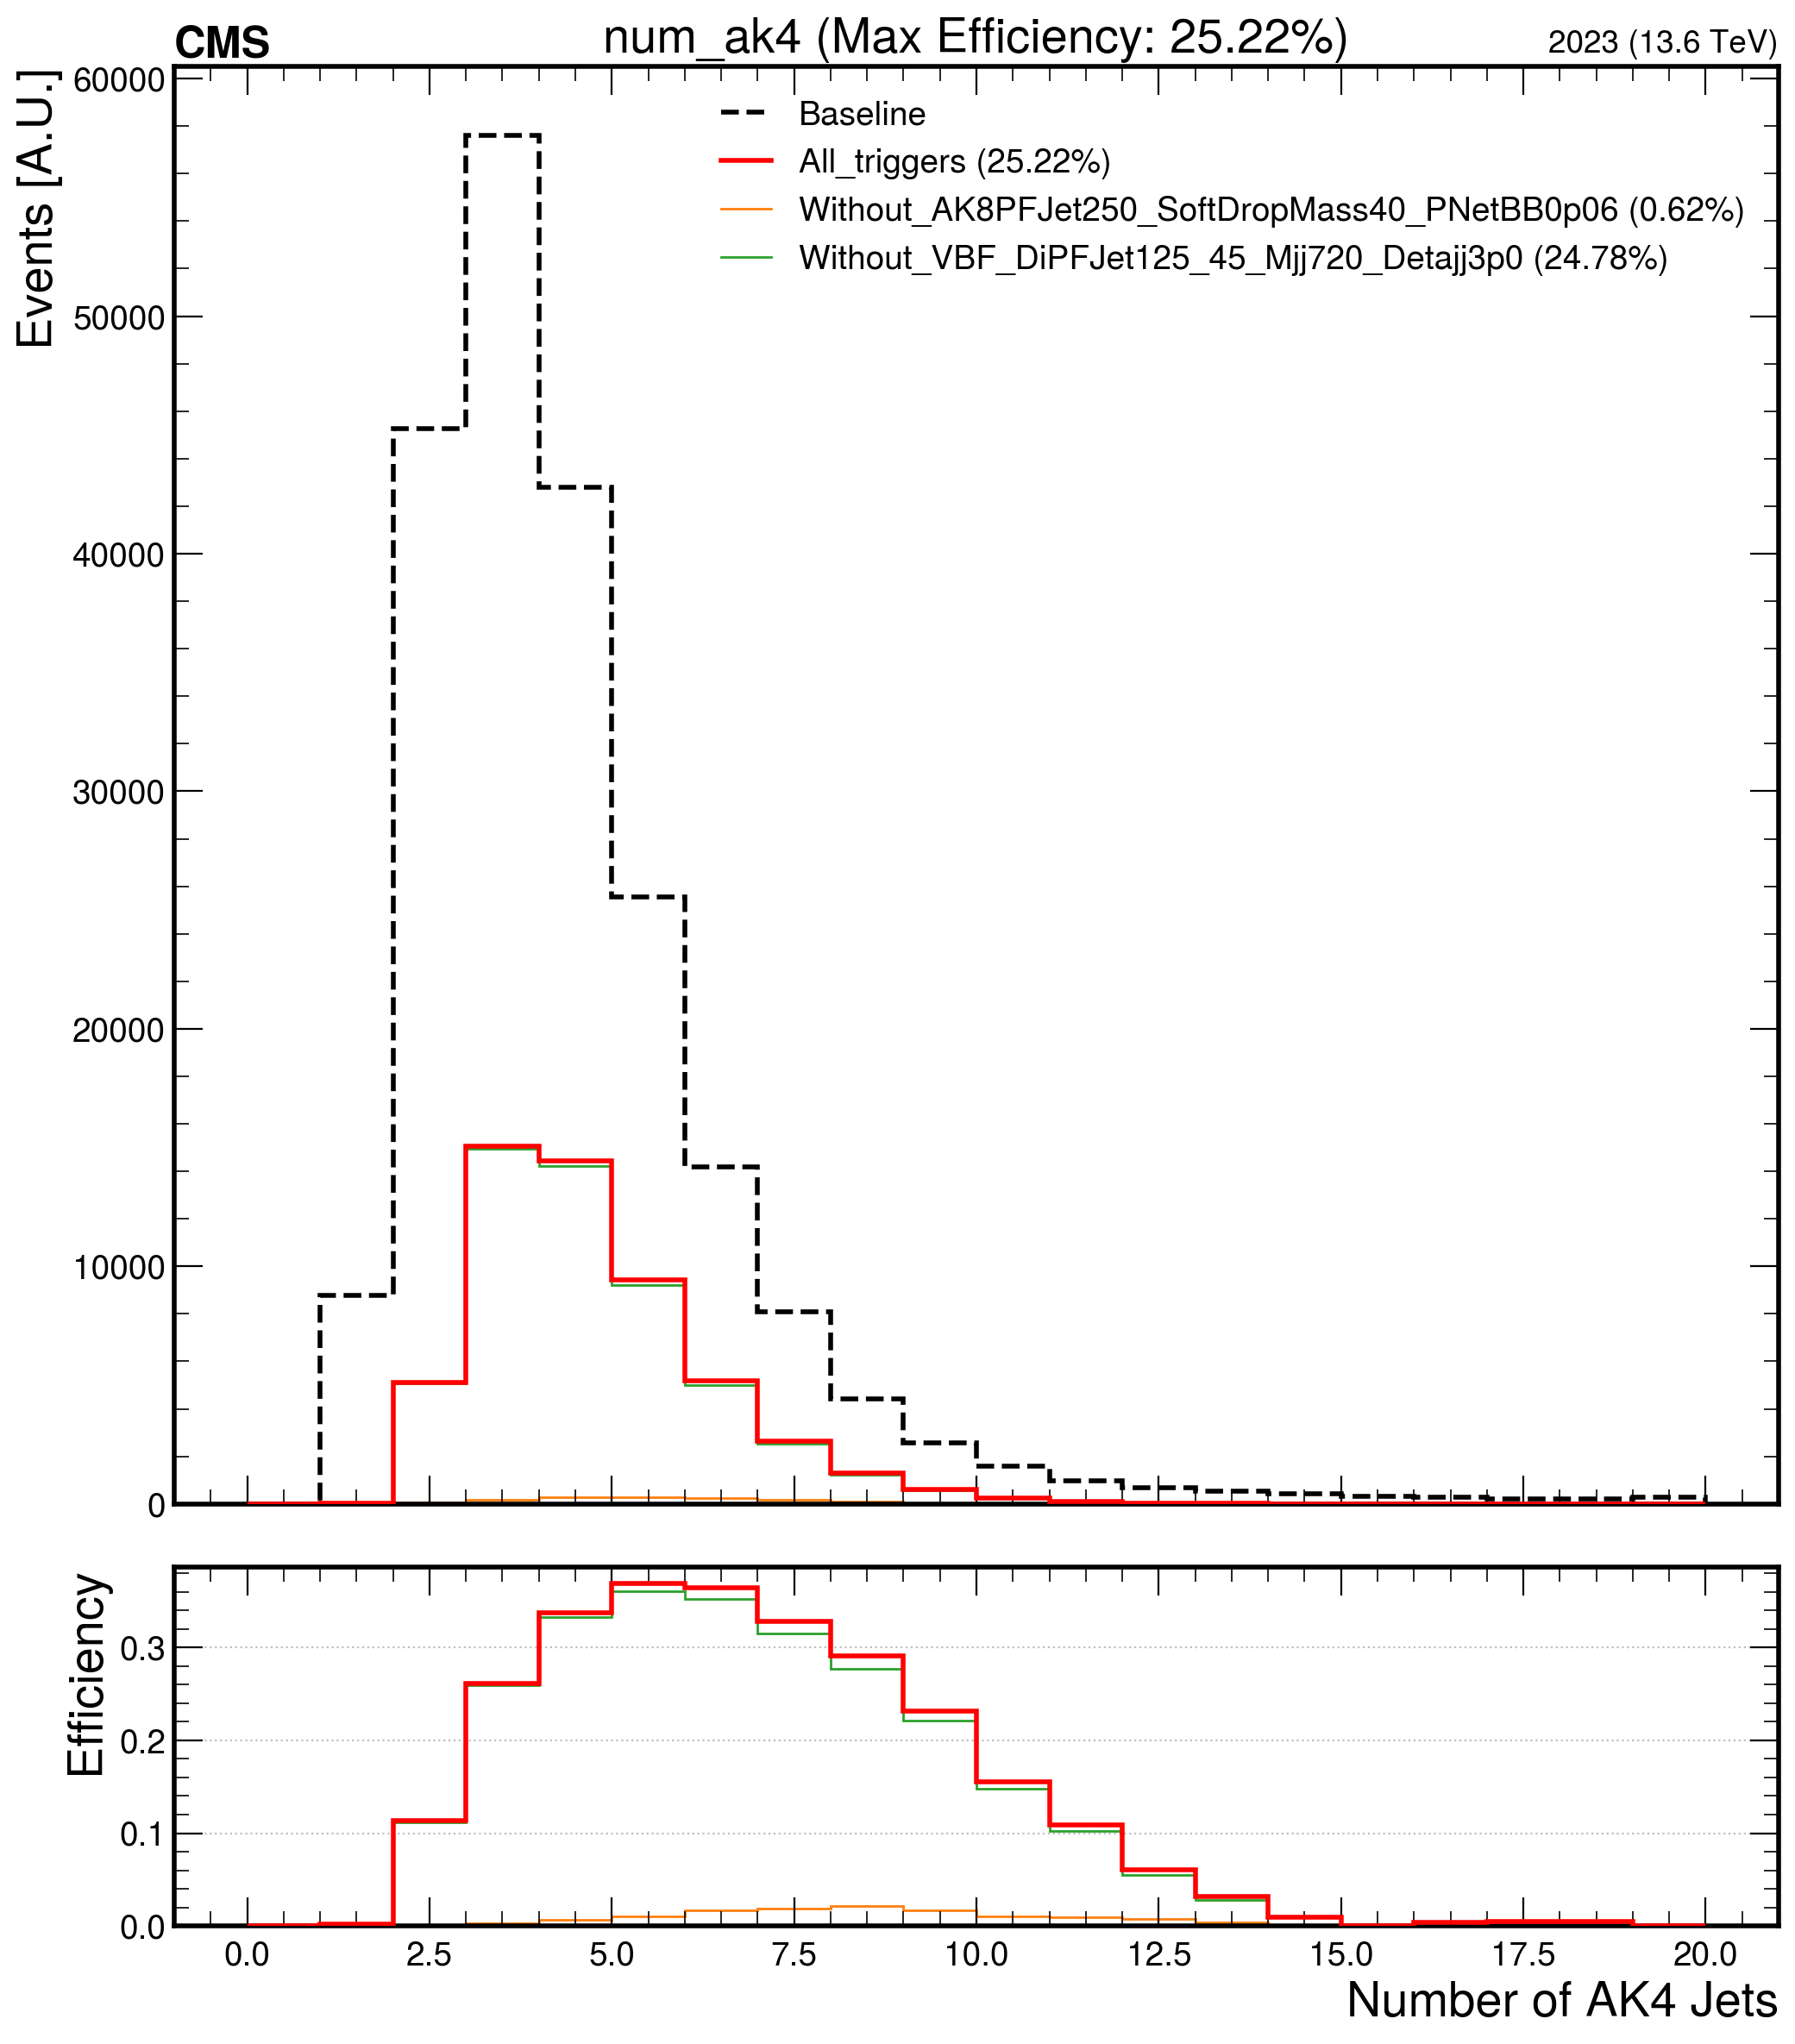 CMS num_ak4 (Max Efficiency: 25.22%) 2023 (13.6 TeV)
Events [A.U.]
60000
50000
40000
30000
20000
10000
0
Baseline
All_triggers (25.22%)
Without_AK8PFJet250_SoftDropMass40_PNetBB0p06 (0.62%)
Without_VBF_DiPFJet125_45_Mjj720_Detajj3p0 (24.78%)
Efficiency
0.3
0.2
0.1
0.0
0.0 2.5 5.0 7.5 10.0 12.5 15.0 17.5 20.0
Number of AK4 Jets